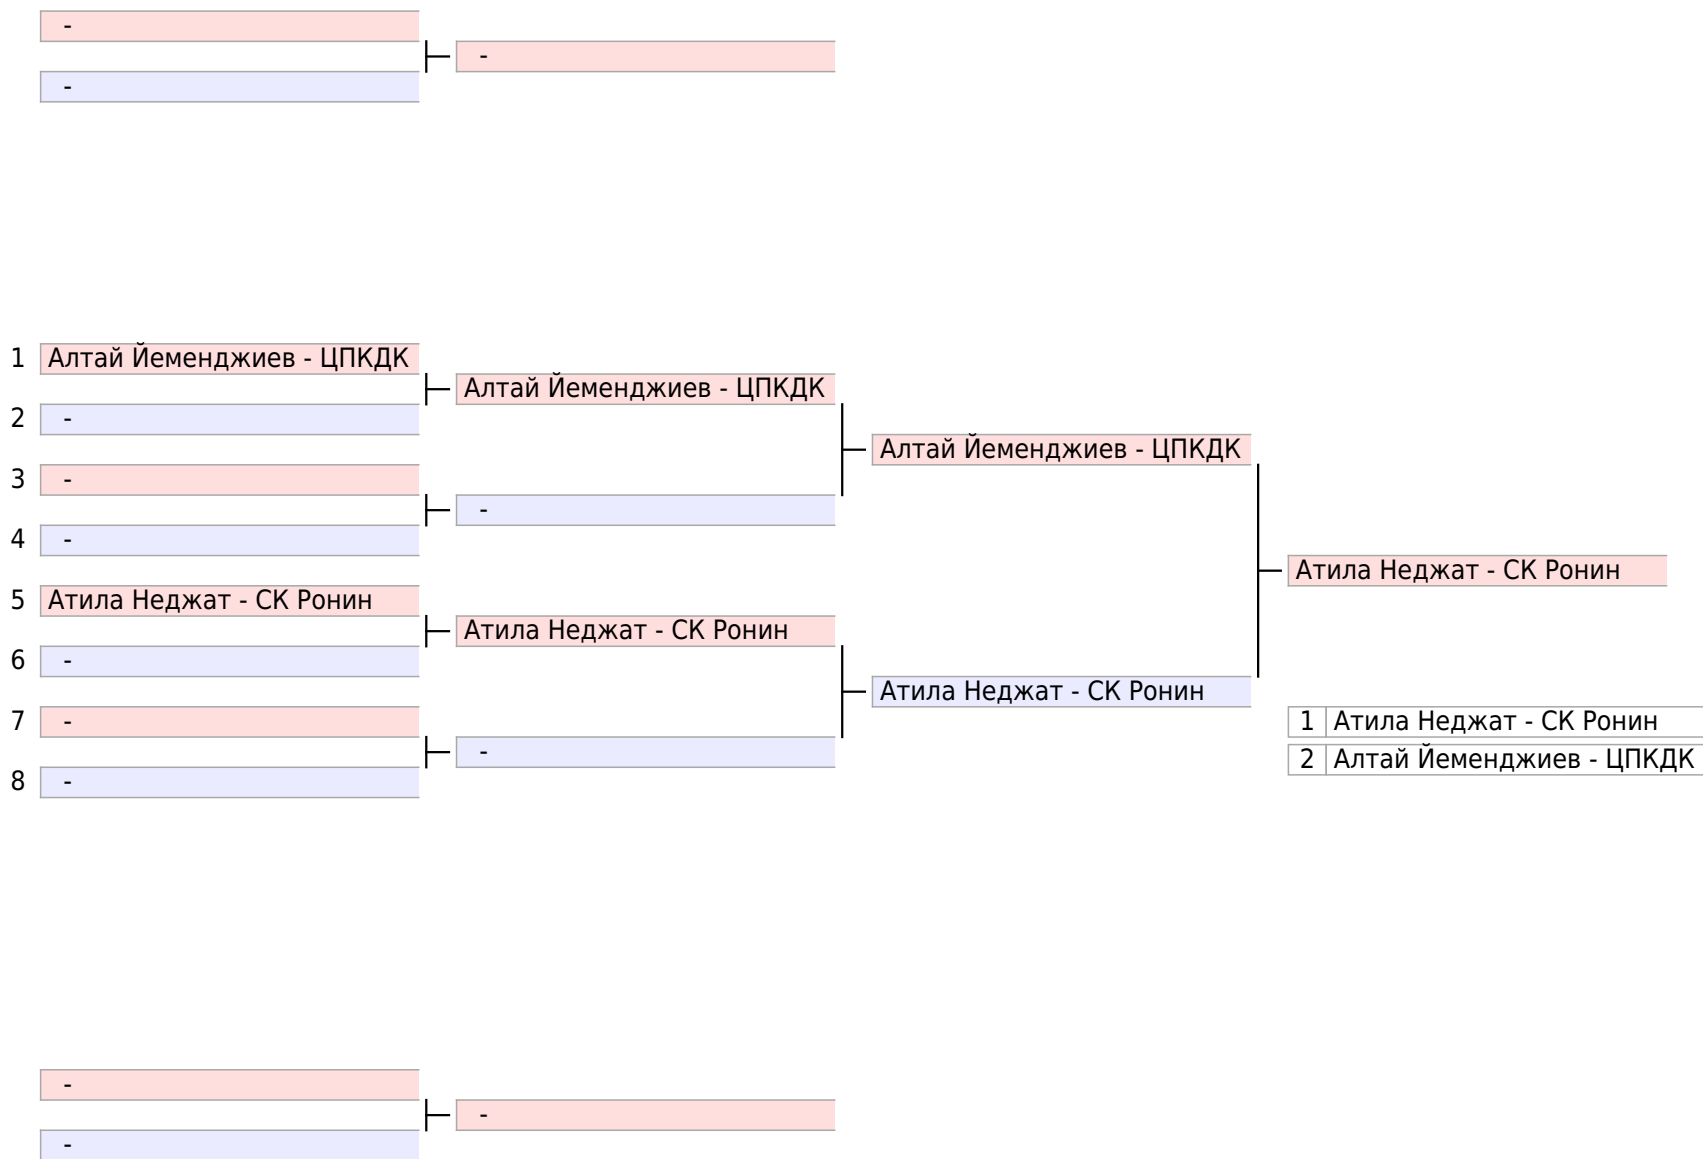 -
-
-
1 Алтай Йеменджиев - ЦПКДК
Алтай Йеменджиев - ЦПКДК
2 -
Алтай Йеменджиев - ЦПКДК
3 -
-
4 -
Атила Неджат - СК Ронин
5 Атила Неджат - СК Ронин
Атила Неджат - СК Ронин
6 -
Атила Неджат - СК Ронин
7 -
1 Атила Неджат - СК Ронин
-
2 Алтай Йеменджиев - ЦПКДК
8 -
-
-
-